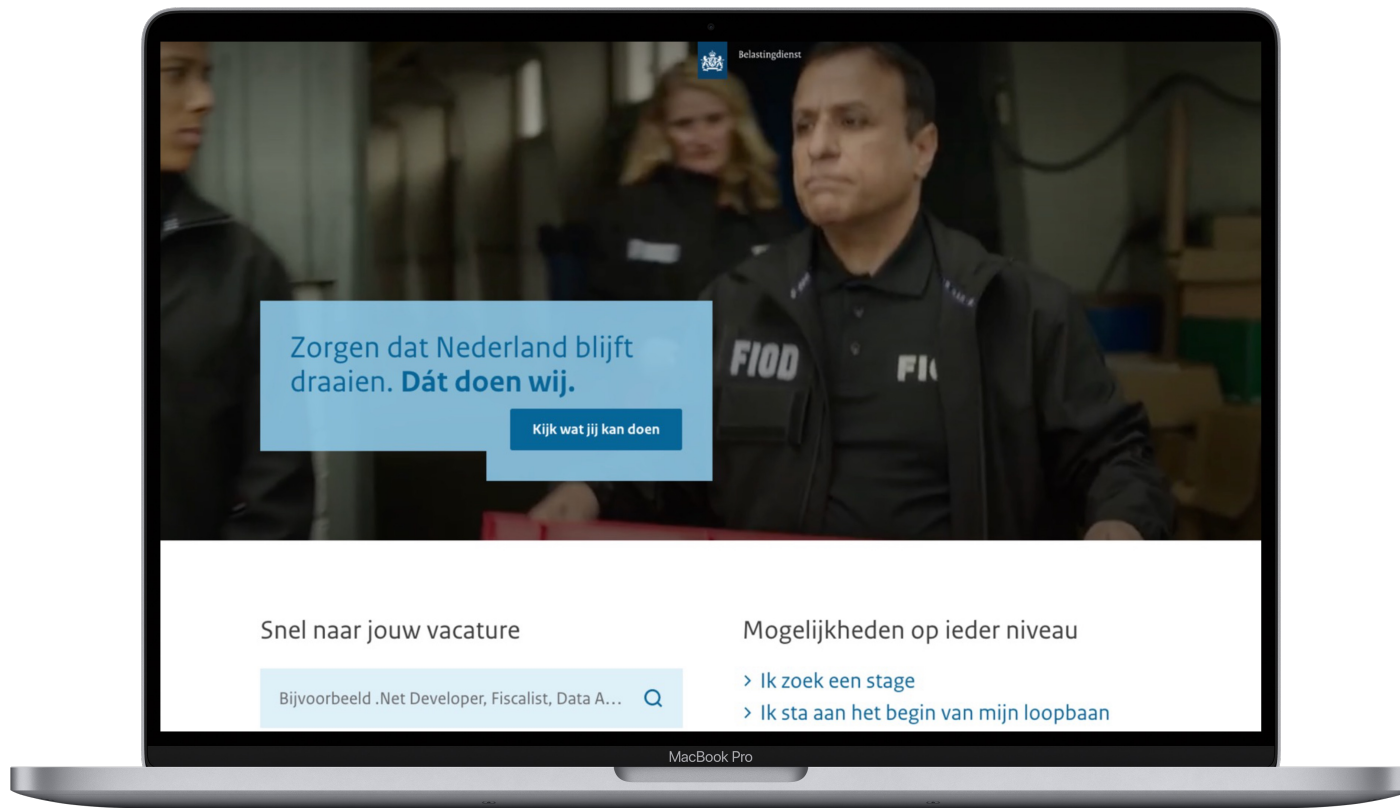 Belastingdienst
FIOD
Zorgen dat Nederland blijft
draaien. Dát doen wij.
Kijk wat jij kan doen
Snel naar jouw vacature
Bijvoorbeeld .Net Developer, Fiscalist, Data A...
Mogelijkheden op ieder niveau
> Ik zoek een stage
> Ik sta aan het begin van mijn loopbaan
MacBook Pro